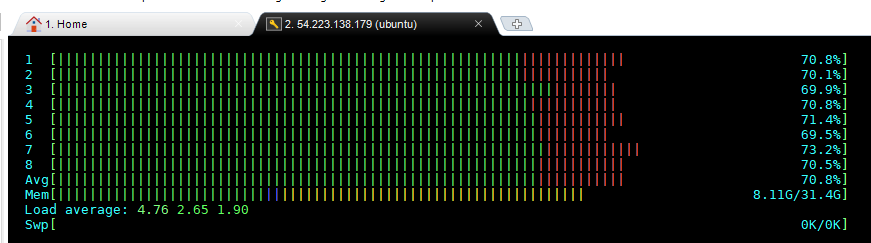 1. Home
2. 54.223.138.179 (ubuntu)
1 [ 70.8%]
2 [ 70.1%]
3 [ 69.9%]
4 [ 70.8%]
5 [ 71.4%]
6 [ 69.5%]
7 [ 73.2%]
8 [ 70.5%]
Avg[ 70.8%]
Mem[ 8.11G/31.4G]
Load average: 4.76 2.65 1.90
Swp[ 0K/0K]